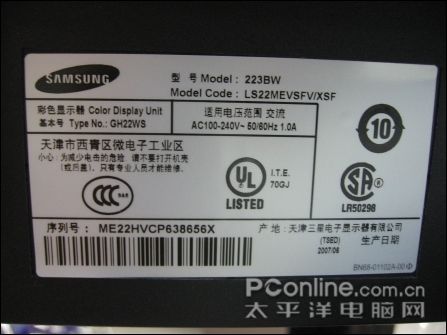 SAMSUNG
型 号 Model : 223BW
Model Code : LS22MEVSFV/XSF
彩色显示器 Color Display Unit
基本号 Type No.: GH22WS
适用电压范围 交流
AC100-240V~ 50/60Hz 1.0A
10
天津市西青区微电子工业区
小心: 为减少电击的危险, 请不要打开机壳
(或后盖), 只有专业人员才能维修.
CCC
S&E
UL
LISTED
I.T.E.
70GJ
SA
LR50298
序列号: ME22HVCP638656X
产 地: 天津三星电子显示器有限公司
(TSED) 生产日期
2007/06
BN68-01102A-00
PConline.com.cn
太平洋电脑网